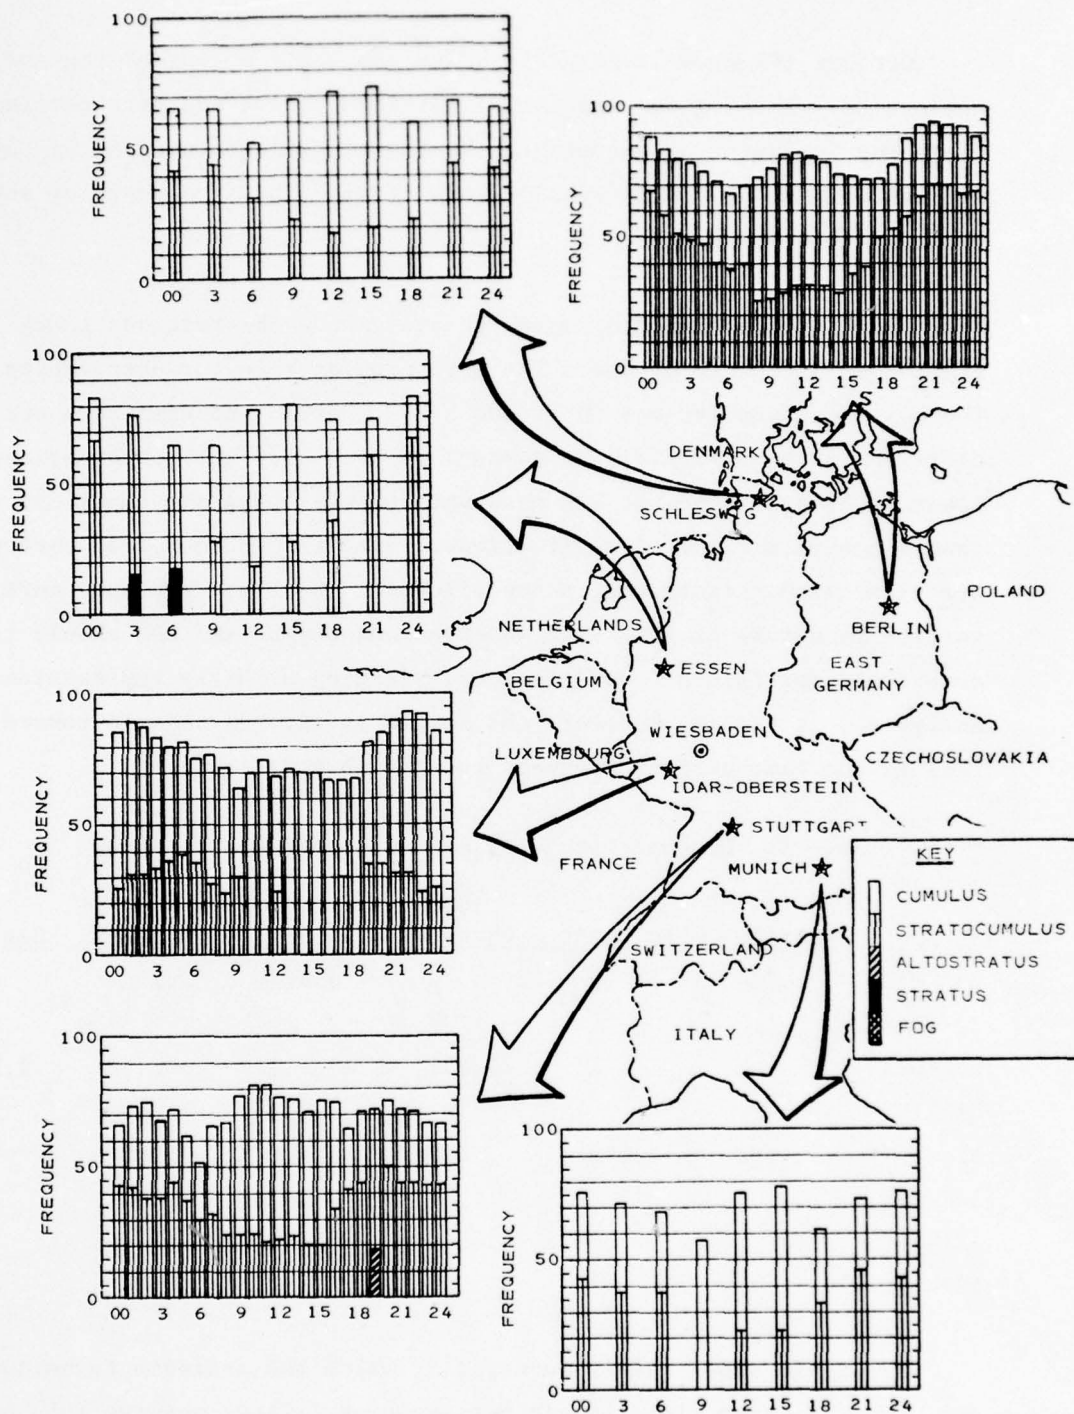 100
50
0
FREQUENCY
00 3 6 9 12 15 18 21 24
100
50
0
FREQUENCY
00 3 6 9 12 15 18 21 24
100
50
0
FREQUENCY
00 3 6 9 12 15 18 21 24
100
50
0
FREQUENCY
00 3 6 9 12 15 18 21 24
100
50
0
FREQUENCY
00 3 6 9 12 15 18 21 24
100
50
0
FREQUENCY
00 3 6 9 12 15 18 21 24
DENMARK
SCHLESWIG
POLAND
BERLIN
NETHERLANDS
ESSEN
EAST
GERMANY
BELGIUM
WIESBADEN
LUXEMBOURG
CZECHOSLOVAKIA
IDAR-OBERSTEIN
STUTTGART
FRANCE
MUNICH
SWITZERLAND
ITALY
KEY
CUMULUS
STRATOCUMULUS
ALTOSTRATUS
STRATUS
FOG